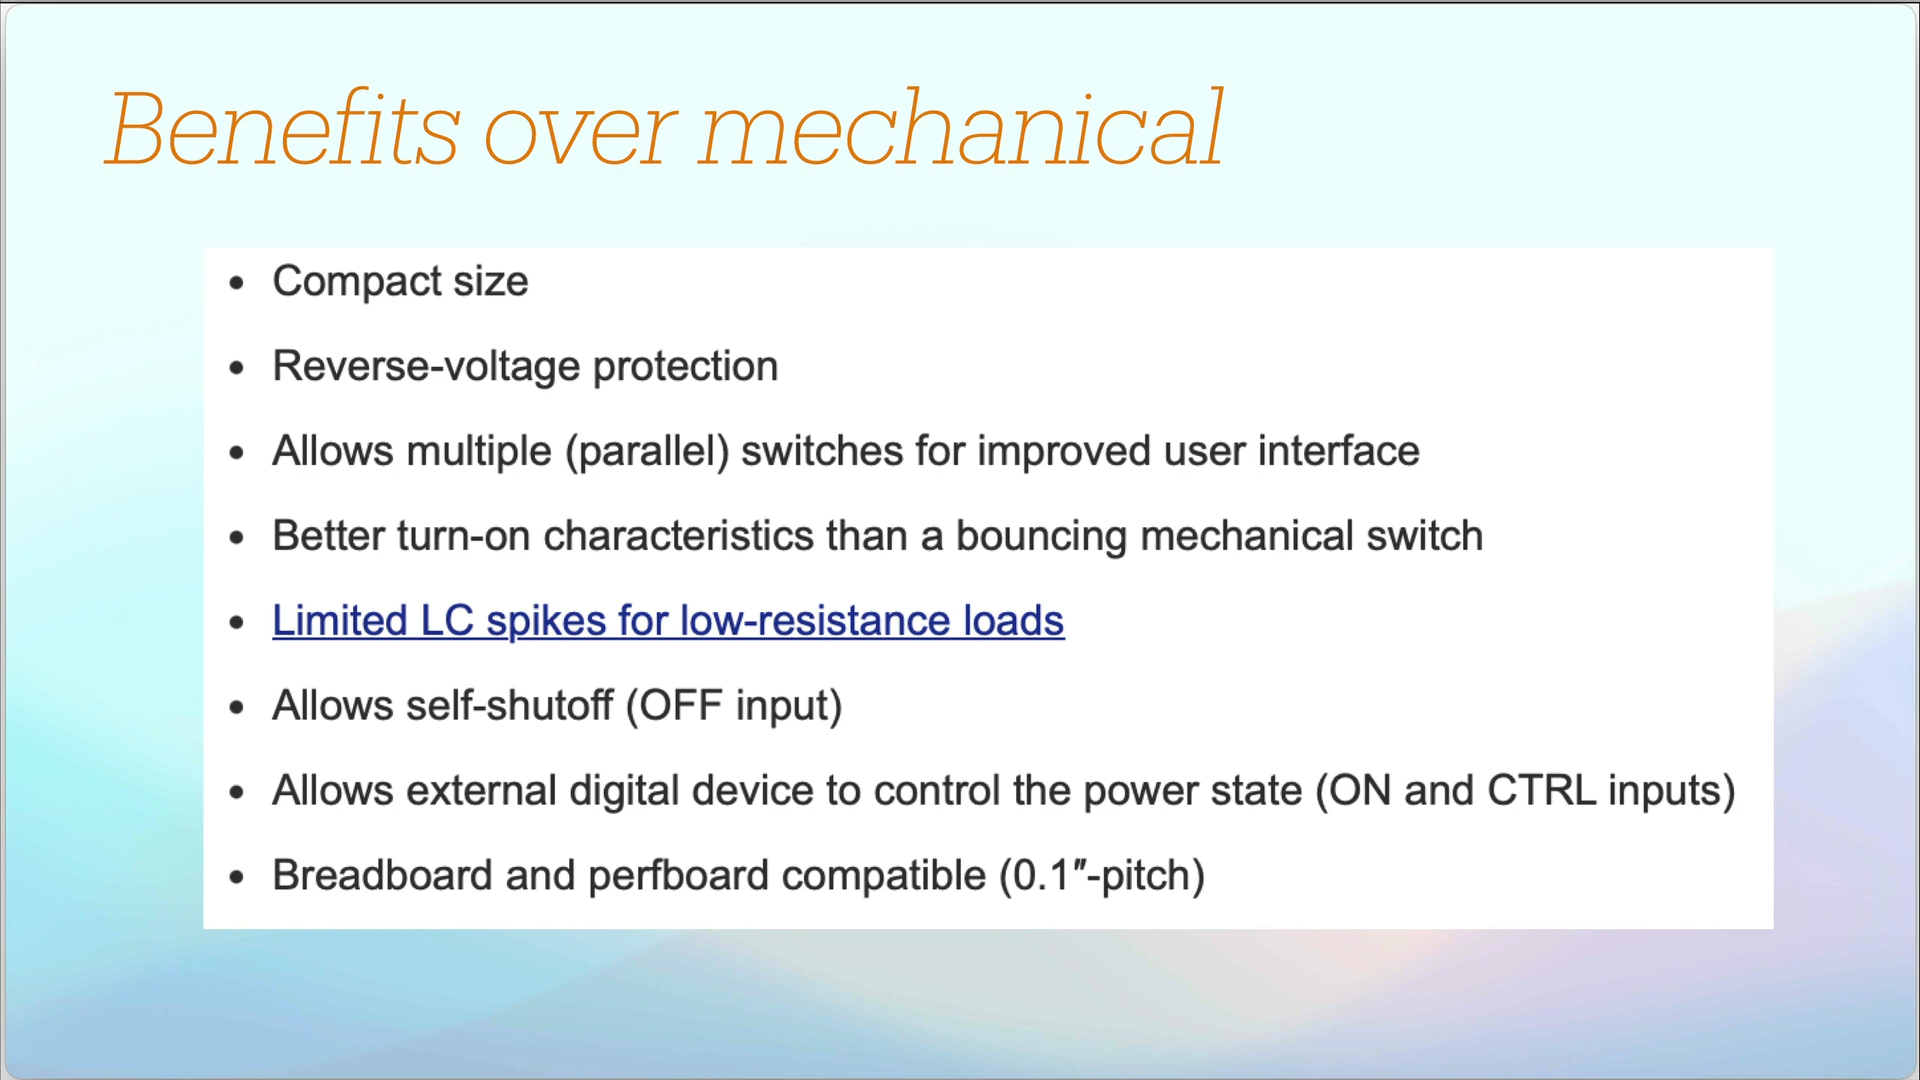 Benefits over mechanical
• Compact size
• Reverse-voltage protection
• Allows multiple (parallel) switches for improved user interface
• Better turn-on characteristics than a bouncing mechanical switch
• Limited LC spikes for low-resistance loads
• Allows self-shutoff (OFF input)
• Allows external digital device to control the power state (ON and CTRL inputs)
• Breadboard and perfboard compatible (0.1″-pitch)